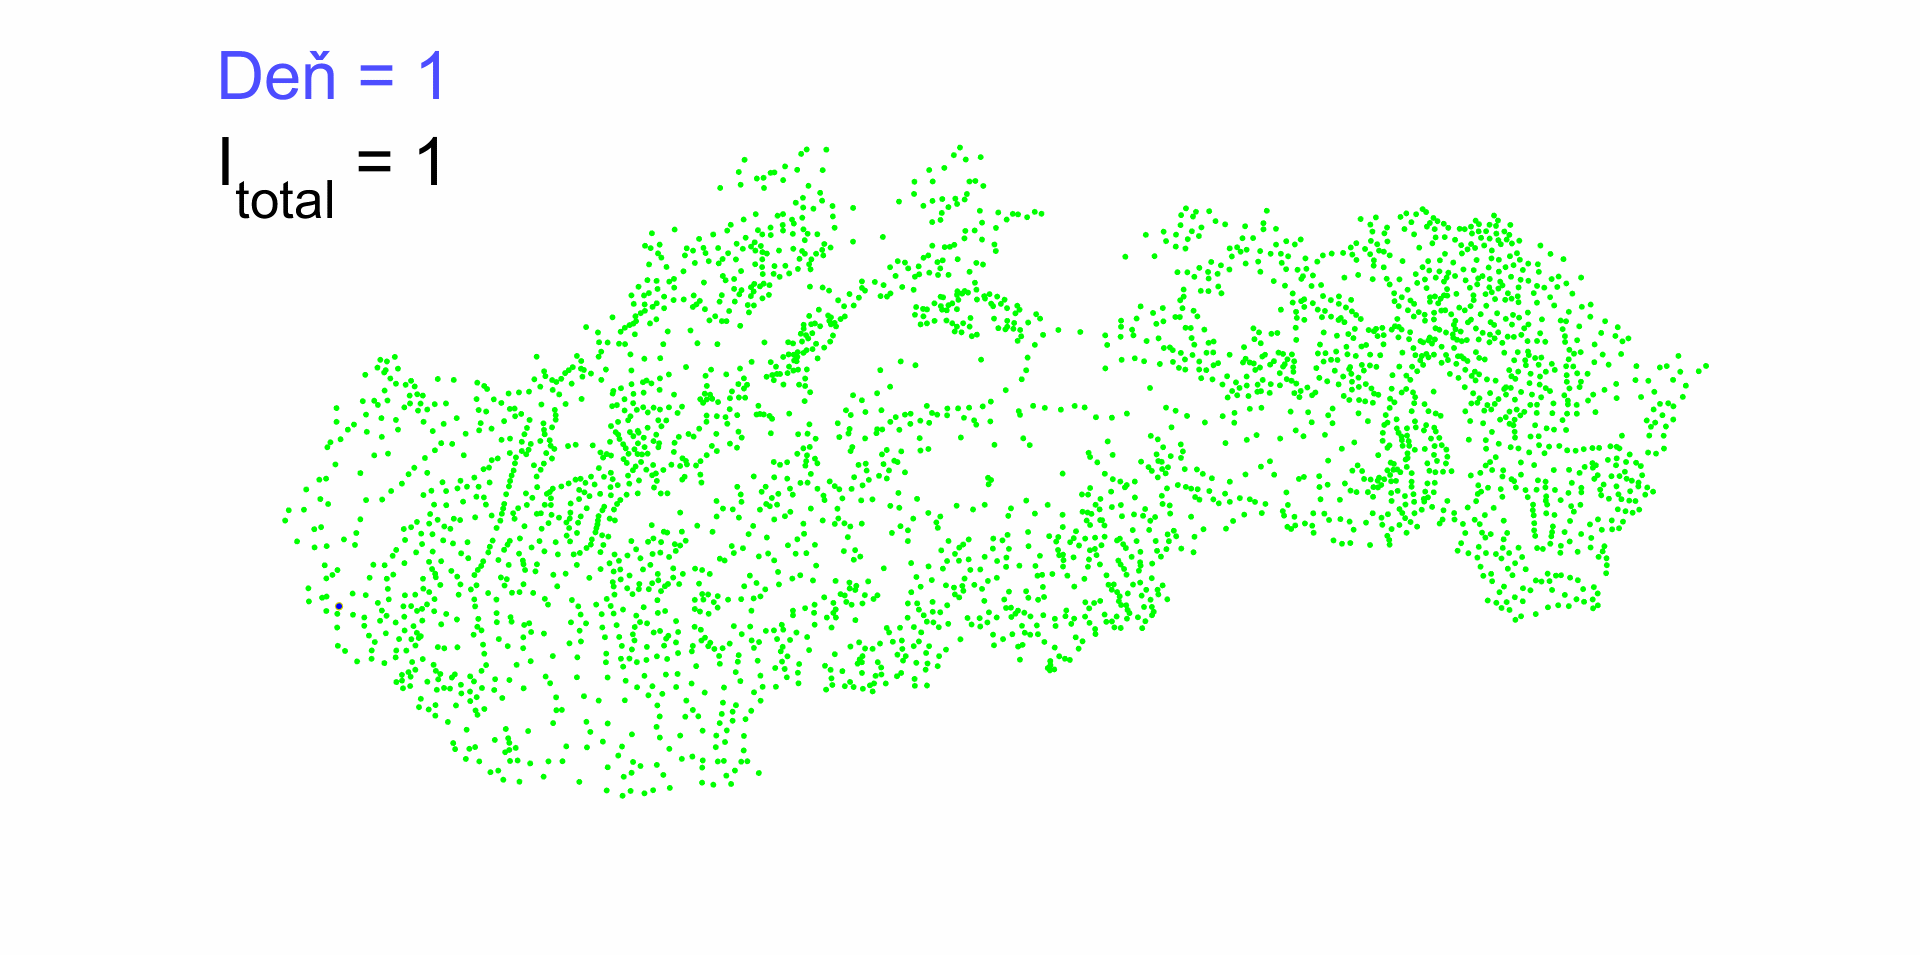 Deň = 1
I_total = 1